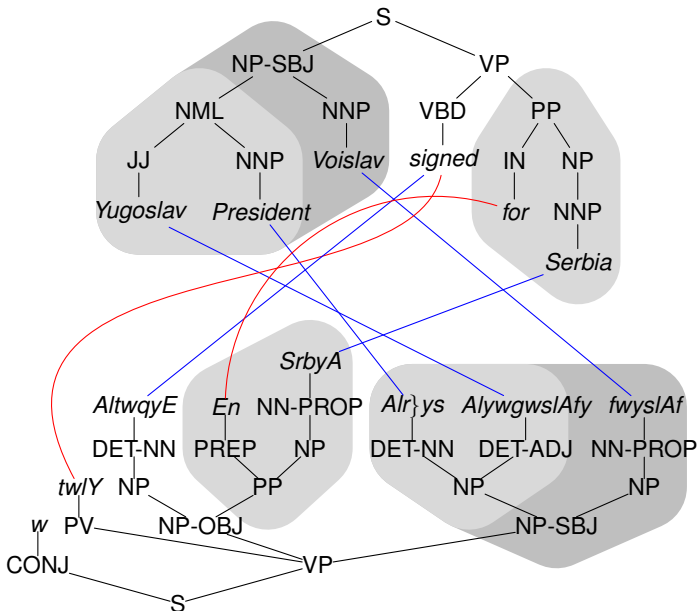 S
NP-SBJ VP
NML NNP VBD PP
JJ NNP Voislav signed IN NP
Yugoslav President for NNP
Serbia
SrbyA
AltwqyE En NN-PROP Alr}ys AlywgwslAfy fwyslAf
DET-NN PREP NP DET-NN DET-ADJ NN-PROP
twlY NP PP NP NP
w PV NP-OBJ NP-SBJ
CONJ VP
S